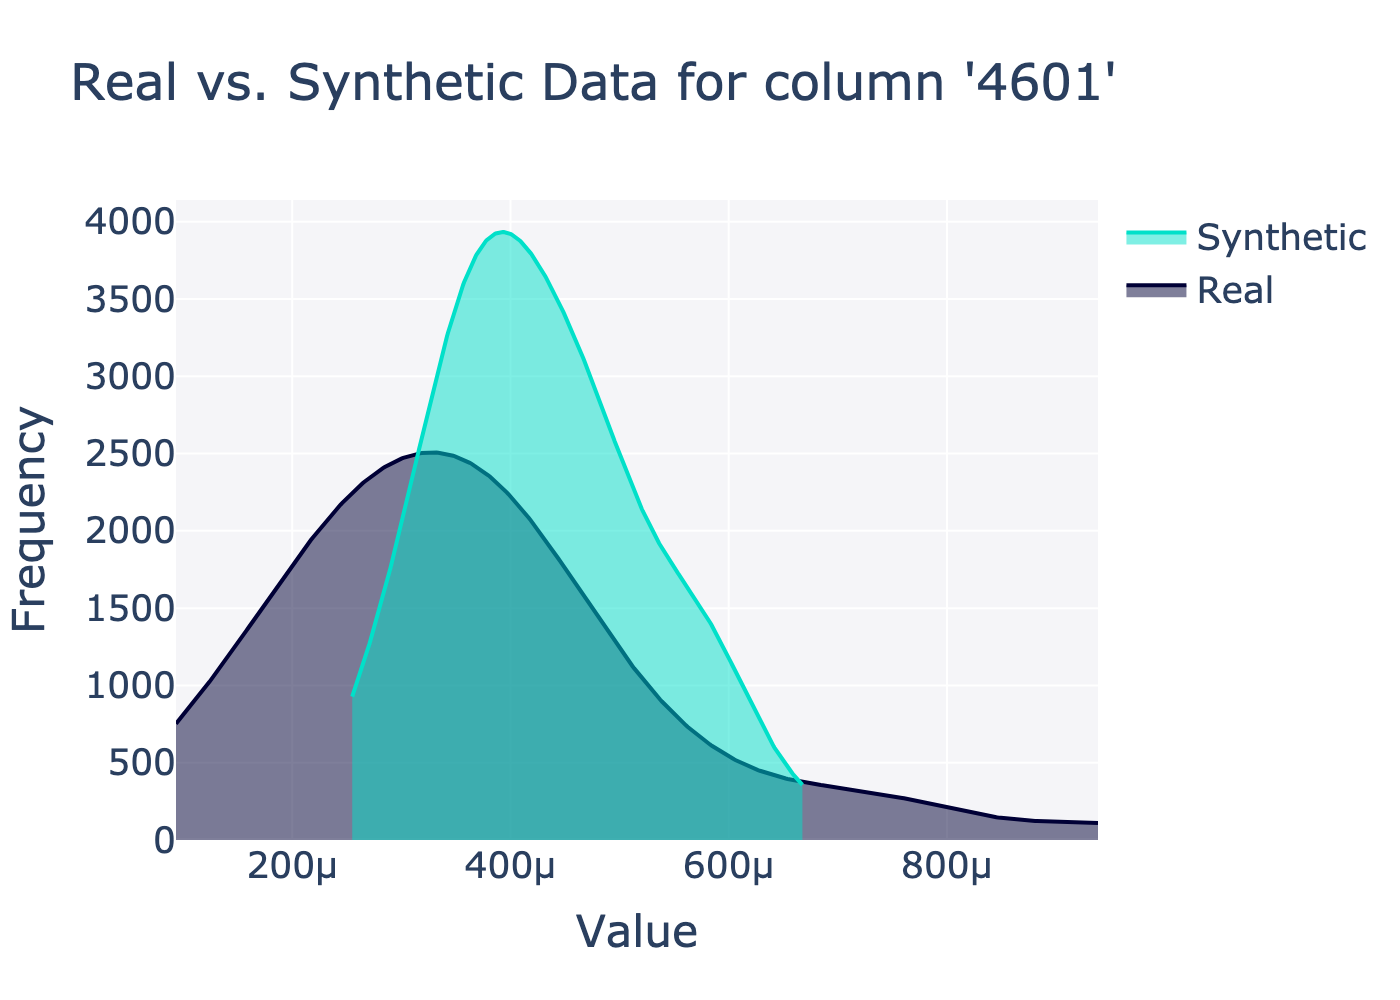 Real vs. Synthetic Data for column '4601'
4000
3500
3000
2500
2000
1500
1000
500
0
200μ 400μ 600μ 800μ
Frequency
Value
Synthetic
Real